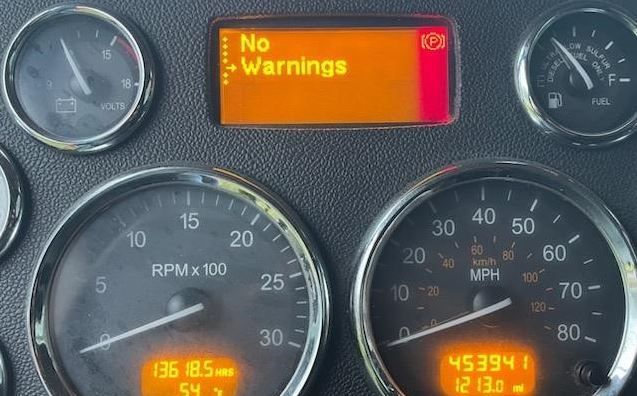 15
9
18
VOLTS
No
Warnings
(P)
ULTRA LOW SULFUR
DIESEL FUEL ONLY
F
FUEL
0
5
10
15
20
25
30
RPM x 100
13618.5 HRS
54 °F
0
10
20
30
40
50
60
70
80
20
40
60
80
100
120
km/h
MPH
453941
1213.0 mi